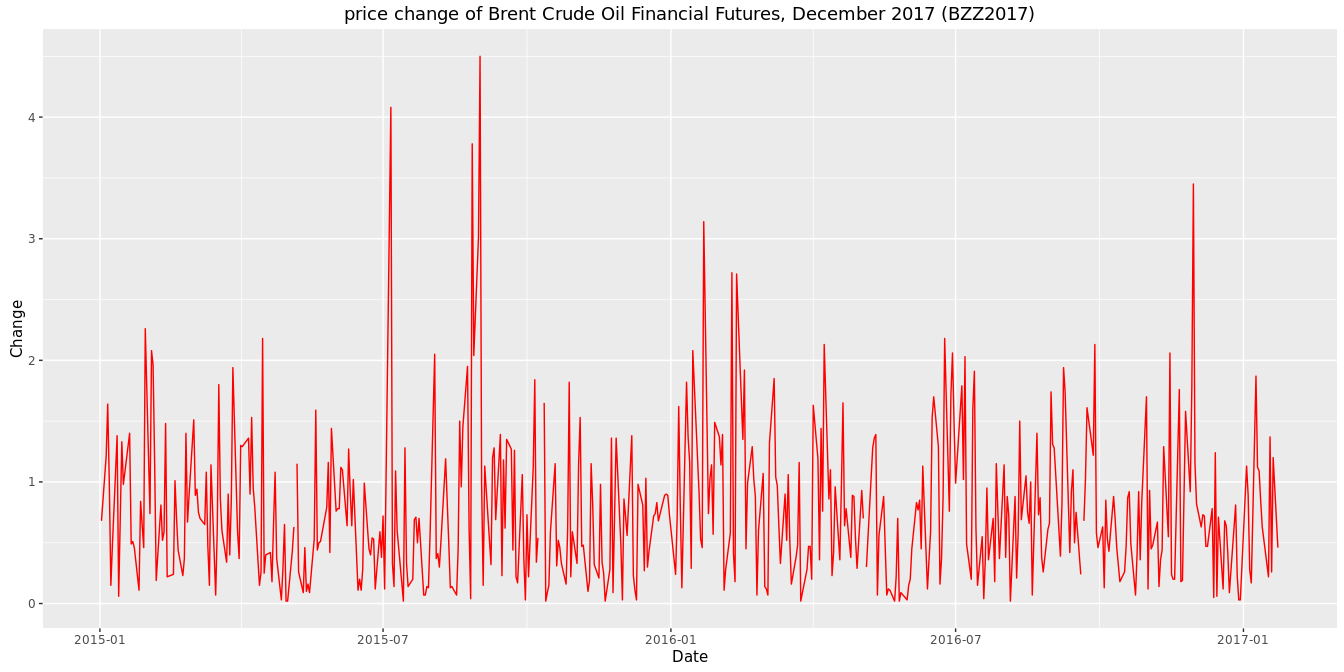 price change of Brent Crude Oil Financial Futures, December 2017 (BZZ2017)
Change
4
3
2
1
0
2015-01 2015-07 2016-01 2016-07 2017-01
Date